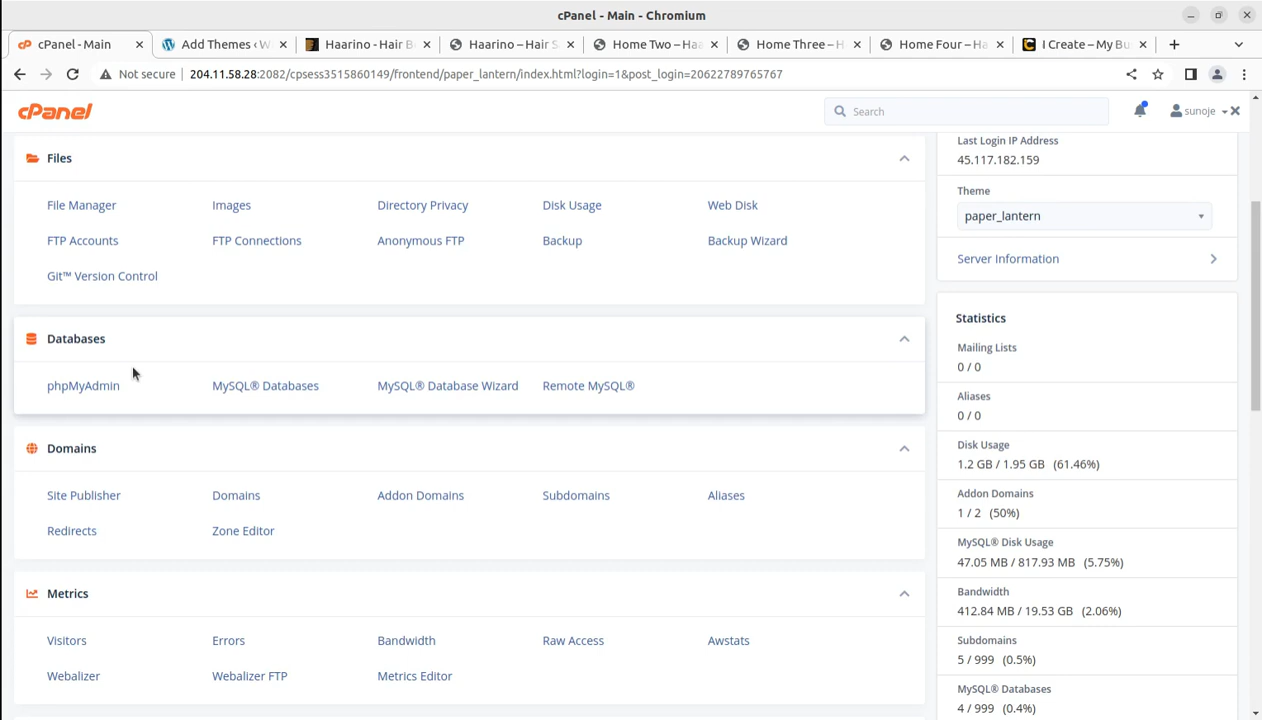 cPanel - Main - Chromium
cPanel - Main
Add Themes ‹ W
Haarino - Hair B
Haarino – Hair S
Home Two – Haa
Home Three – H
Home Four – Ha
I Create – My Bu
Not secure
204.11.58.28:2082/cpsess3515860149/frontend/paper_lantern/index.html?login=1&post_login=20622789765767
cPanel
Search
sunoje
Files
File Manager
Images
Directory Privacy
Disk Usage
Web Disk
FTP Accounts
FTP Connections
Anonymous FTP
Backup
Backup Wizard
Git™ Version Control
Databases
phpMyAdmin
MySQL® Databases
MySQL® Database Wizard
Remote MySQL®
Domains
Site Publisher
Domains
Addon Domains
Subdomains
Aliases
Redirects
Zone Editor
Metrics
Visitors
Errors
Bandwidth
Raw Access
Awstats
Webalizer
Webalizer FTP
Metrics Editor
Last Login IP Address
45.117.182.159
Theme
paper_lantern
Server Information
Statistics
Mailing Lists
0 / 0
Aliases
0 / 0
Disk Usage
1.2 GB / 1.95 GB (61.46%)
Addon Domains
1 / 2 (50%)
MySQL® Disk Usage
47.05 MB / 817.93 MB (5.75%)
Bandwidth
412.84 MB / 19.53 GB (2.06%)
Subdomains
5 / 999 (0.5%)
MySQL® Databases
4 / 999 (0.4%)